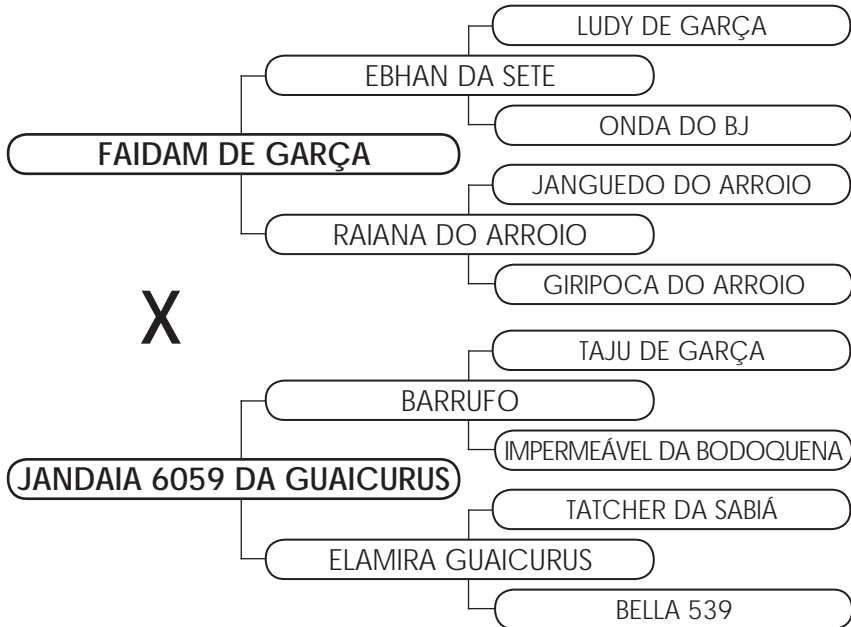 LUDY DE GARÇA
EBHAN DA SETE
ONDA DO BJ
FAIDAM DE GARÇA
JANGUEDO DO ARROIO
RAIANA DO ARROIO
GIRIPOCA DO ARROIO
X
TAJU DE GARÇA
BARRUFO
IMPERMEÁVEL DA BODOQUENA
JANDAIA 6059 DA GUAICURUS
TATCHER DA SABIÁ
ELAMIRA GUAICURUS
BELLA 539